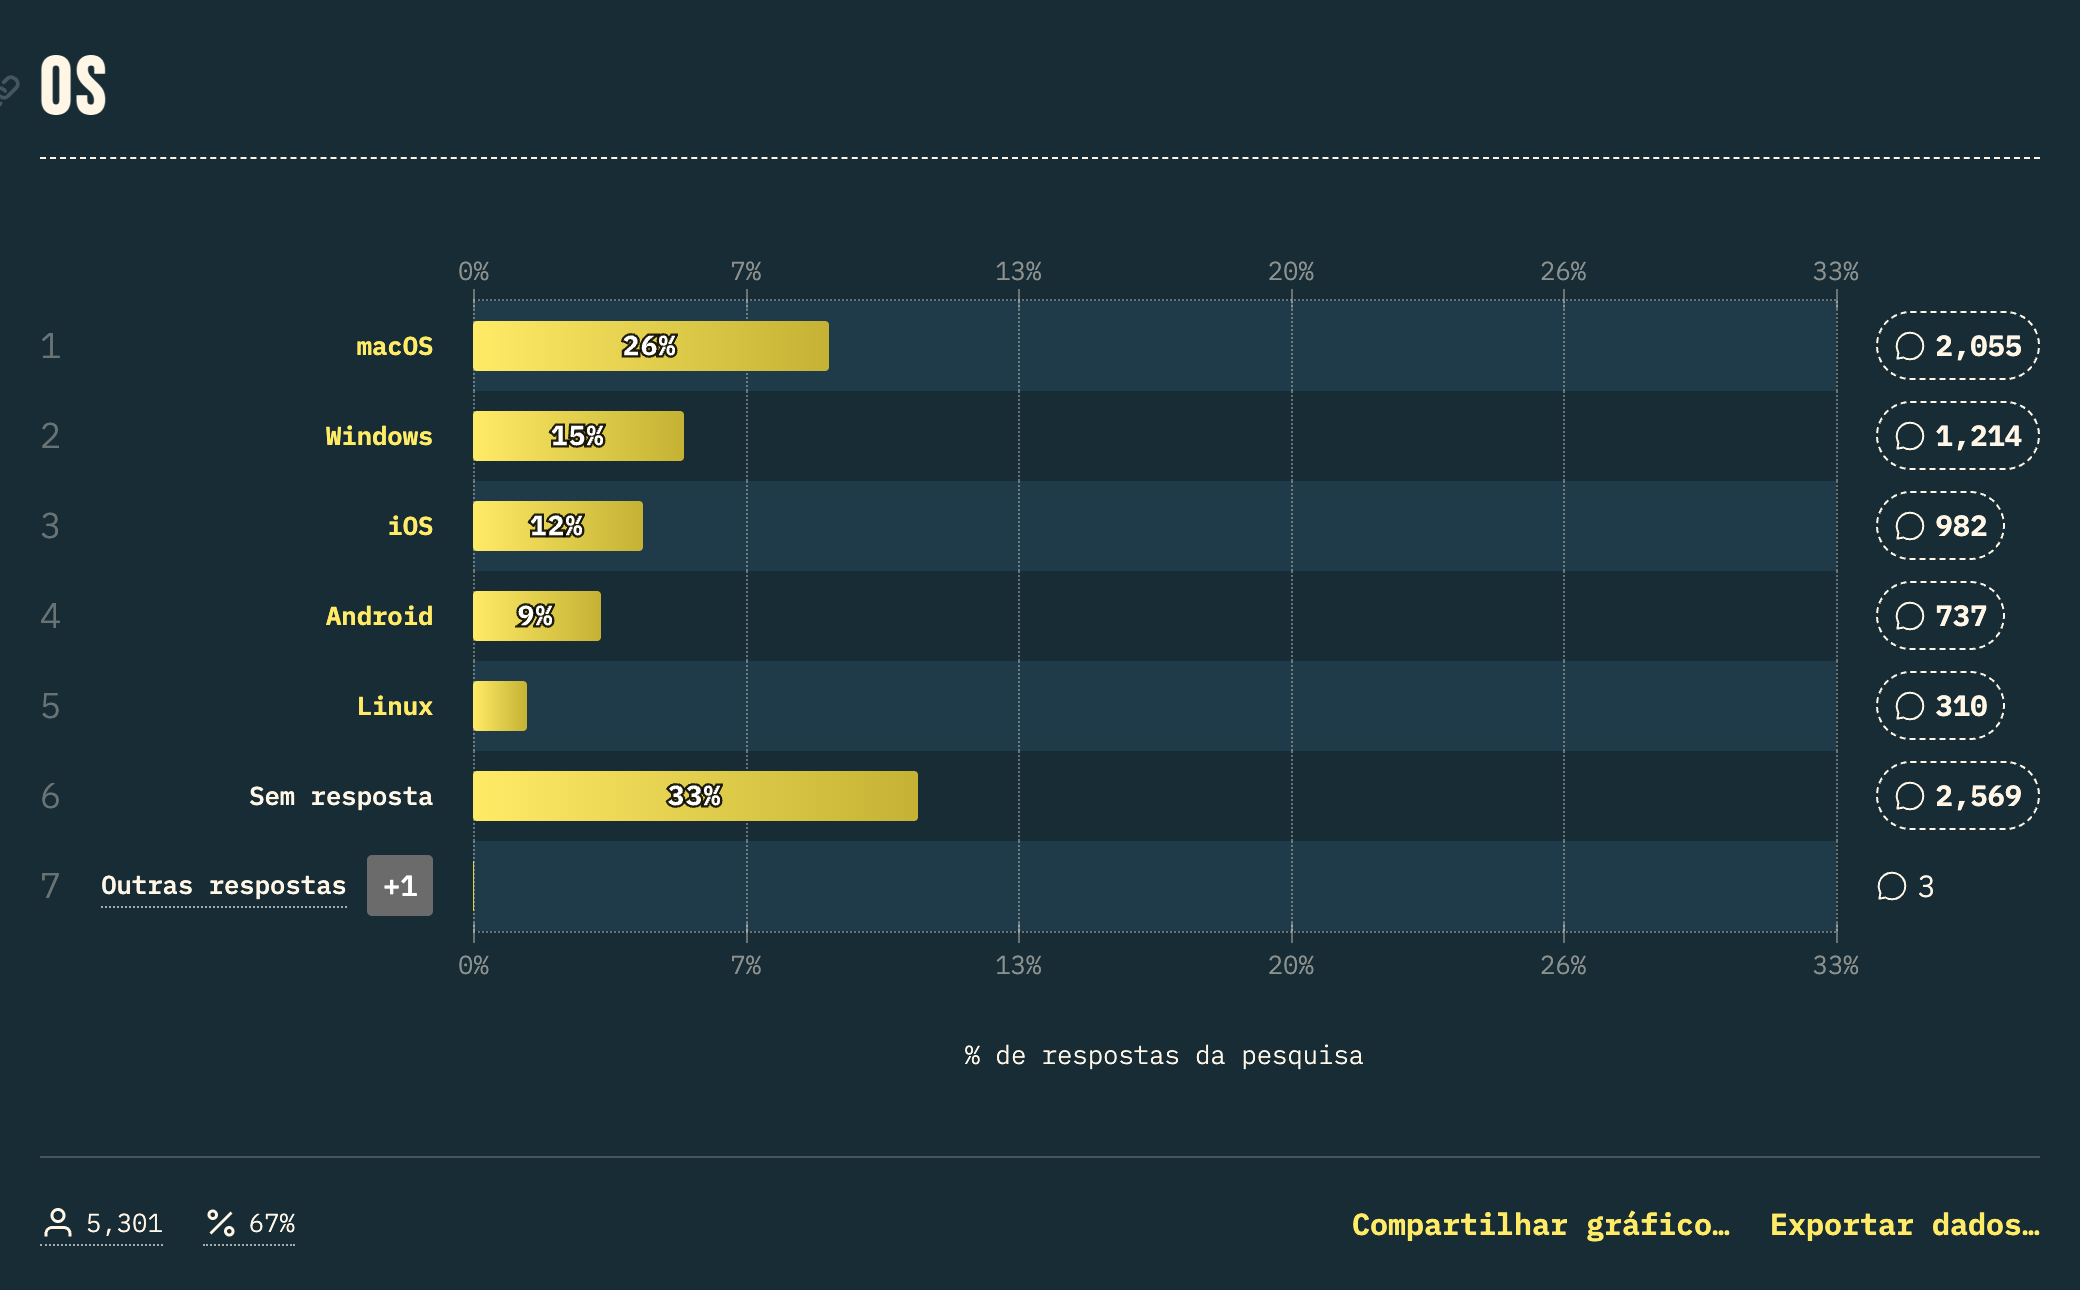 OS
0% 7% 13% 20% 26% 33%
1 macOS 26% 2,055
2 Windows 15% 1,214
3 iOS 12% 982
4 Android 9% 737
5 Linux 310
6 Sem resposta 33% 2,569
7 Outras respostas +1 3
0% 7% 13% 20% 26% 33%
% de respostas da pesquisa
5,301 % 67% Compartilhar gráfico… Exportar dados…